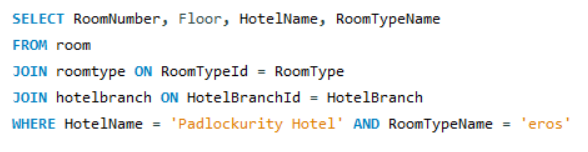 SELECT RoomNumber, Floor, HotelName, RoomTypeName
FROM room
JOIN roomtype ON RoomTypeId = RoomType
JOIN hotelbranch ON HotelBranchId = HotelBranch
WHERE HotelName = 'Padlockurity Hotel' AND RoomTypeName = 'eros'